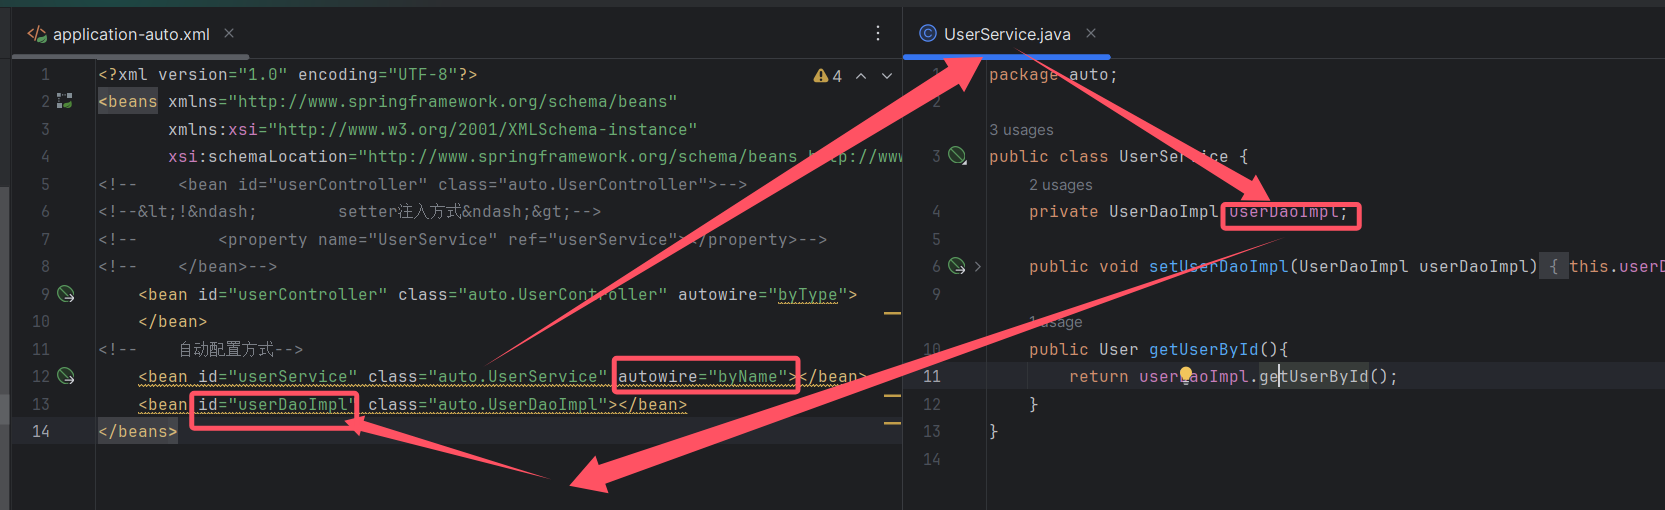 application-auto.xml
1 <?xml version="1.0" encoding="UTF-8"?>
4
2 <beans xmlns="http://www.springframework.org/schema/beans"
3 xmlns:xsi="http://www.w3.org/2001/XMLSchema-instance"
4 xsi:schemaLocation="http://www.springframework.org/schema/beans http://www
5 <!-- <bean id="userController" class="auto.UserController">-->
6 <!--&lt;!&ndash; setter注入方式&ndash;&gt;-->
7 <!-- <property name="UserService" ref="userService"></property>-->
8 <!-- </bean>-->
9 <bean id="userController" class="auto.UserController" autowire="byType">
10 </bean>
11 <!-- 自动配置方式-->
12 <bean id="userService" class="auto.UserService" autowire="byName"></bean>
13 <bean id="userDaoImpl" class="auto.UserDaoImpl"></bean>
14 </beans>
UserService.java
1 package auto;
2
3 usages
3 public class UserService {
2 usages
4 private UserDaoImpl userDaoImpl;
5
6 public void setUserDaoImpl(UserDaoImpl userDaoImpl) { this.userD
9
1 usage
10 public User getUserById(){
11 return userDaoImpl.getUserById();
12 }
13 }
14